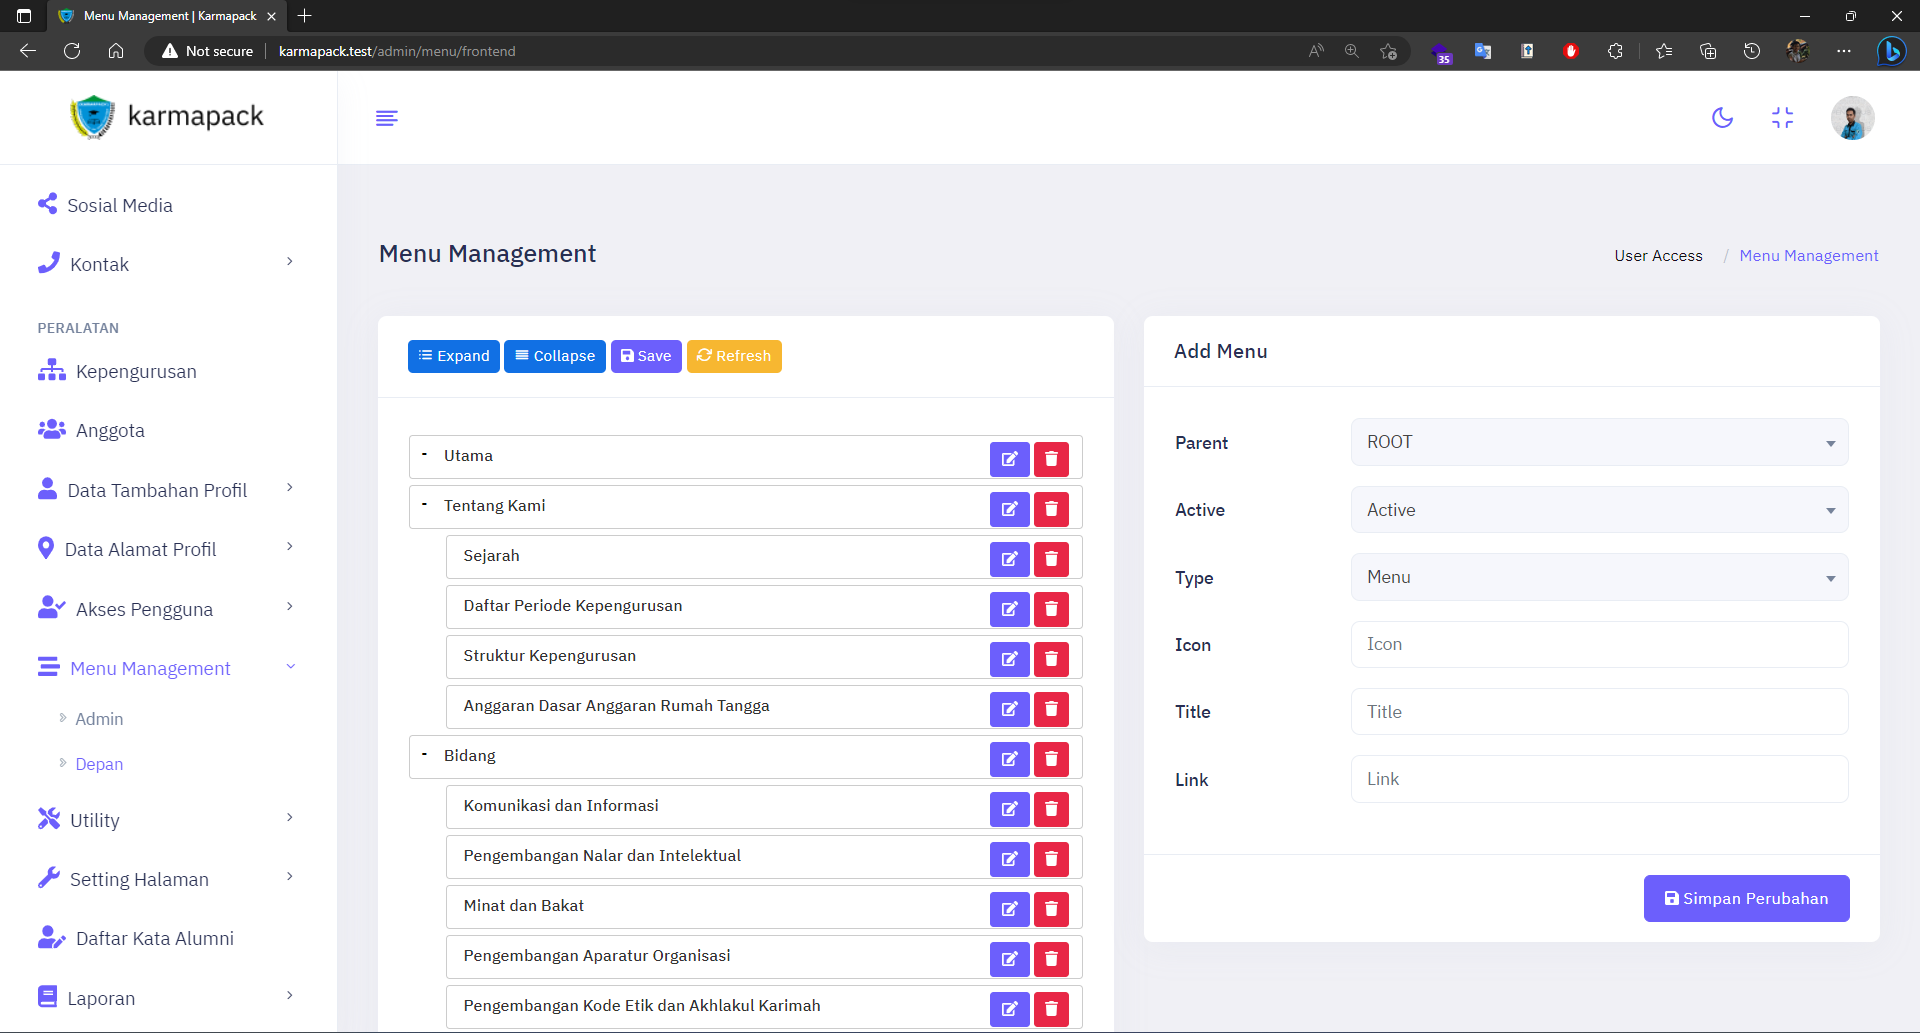 Menu Management | Karmapack
Not secure
karmapack.test/admin/menu/frontend
35
karmapack
Sosial Media
Kontak
PERALATAN
Kepengurusan
Anggota
Data Tambahan Profil
Data Alamat Profil
Akses Pengguna
Menu Management
Admin
Depan
Utility
Setting Halaman
Daftar Kata Alumni
Laporan
Menu Management
User Access / Menu Management
Expand
Collapse
Save
Refresh
- Utama
- Tentang Kami
Sejarah
Daftar Periode Kepengurusan
Struktur Kepengurusan
Anggaran Dasar Anggaran Rumah Tangga
- Bidang
Komunikasi dan Informasi
Pengembangan Nalar dan Intelektual
Minat dan Bakat
Pengembangan Aparatur Organisasi
Pengembangan Kode Etik dan Akhlakul Karimah
Add Menu
Parent
ROOT
Active
Active
Type
Menu
Icon
Icon
Title
Title
Link
Link
Simpan Perubahan